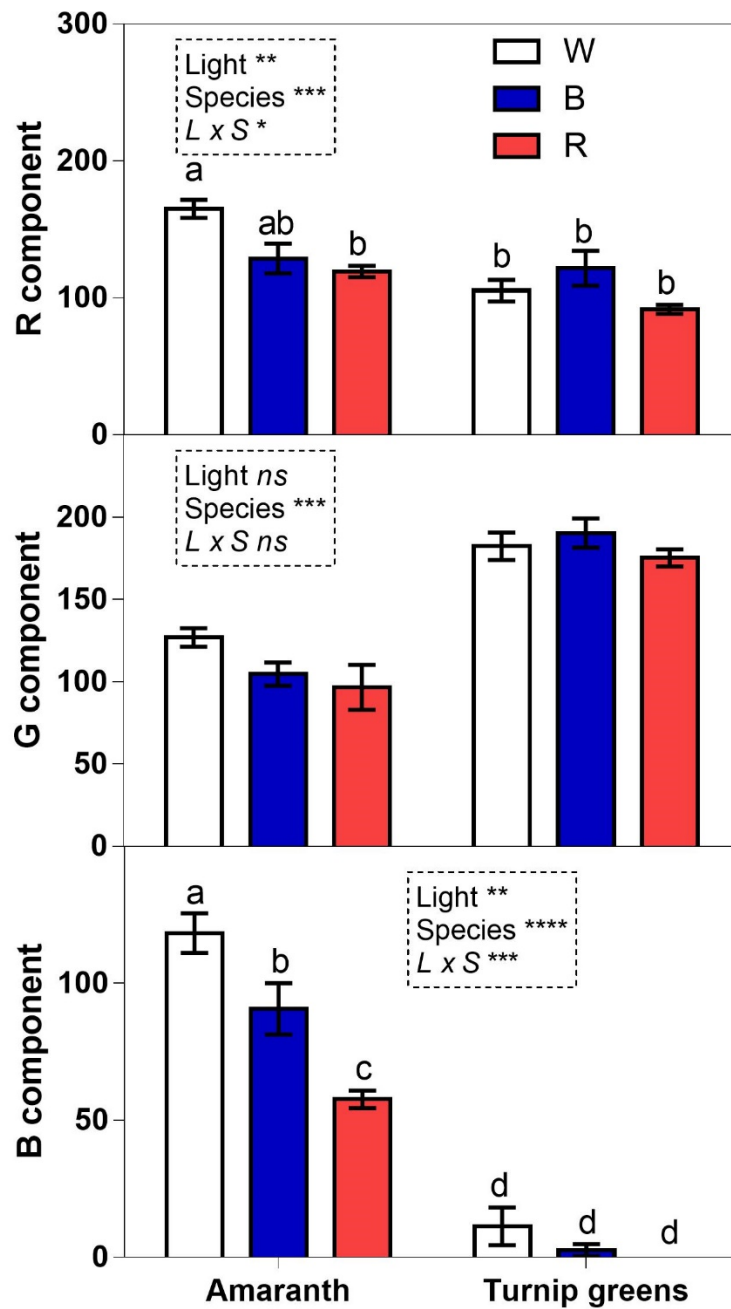 300
200
100
0
R component
Light **
Species ***
L x S *
W
B
R
a
ab
b
b
b
b
200
150
100
50
0
G component
Light ns
Species ***
L x S ns
100
50
0
B component
Light **
Species ****
L x S ***
a
b
c
d
d
d
Amaranth
Turnip greens